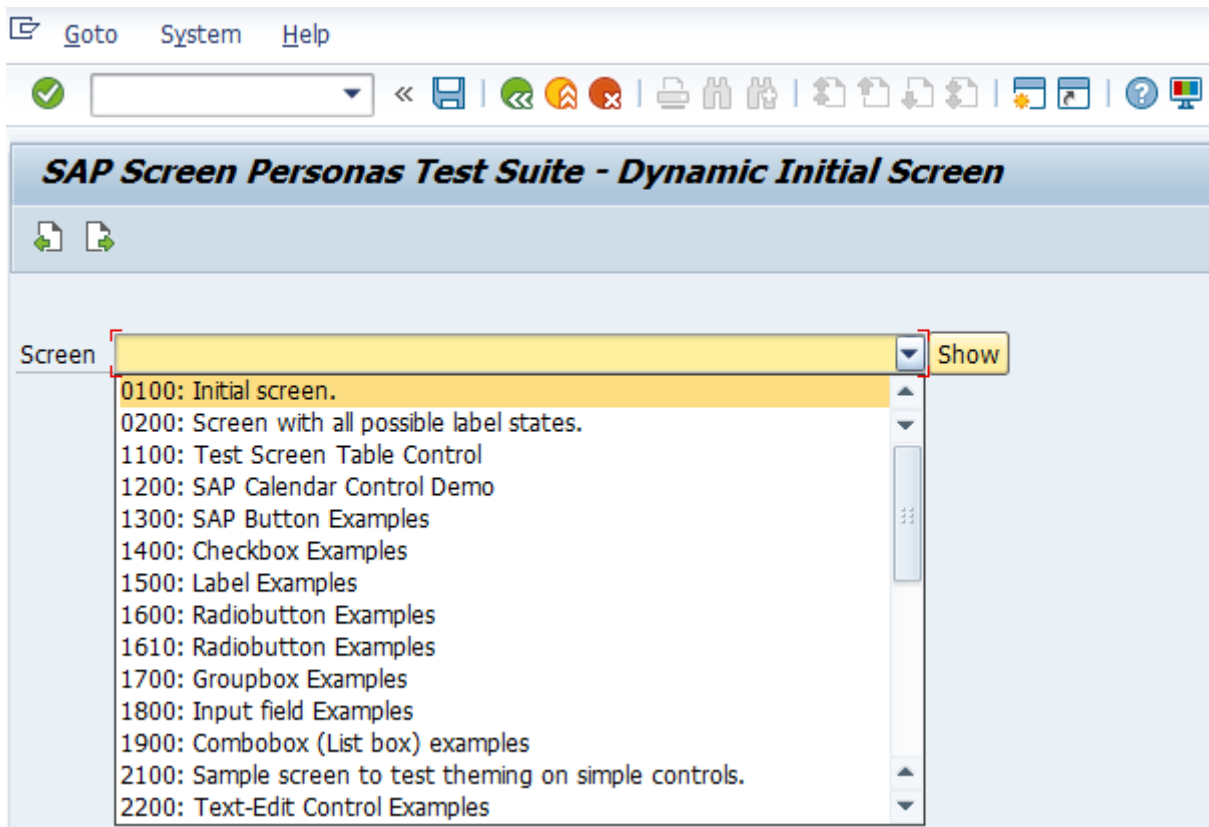 Goto System Help
SAP Screen Personas Test Suite - Dynamic Initial Screen
Screen Show
0100: Initial screen.
0200: Screen with all possible label states.
1100: Test Screen Table Control
1200: SAP Calendar Control Demo
1300: SAP Button Examples
1400: Checkbox Examples
1500: Label Examples
1600: Radiobutton Examples
1610: Radiobutton Examples
1700: Groupbox Examples
1800: Input field Examples
1900: Combobox (List box) examples
2100: Sample screen to test theming on simple controls.
2200: Text-Edit Control Examples